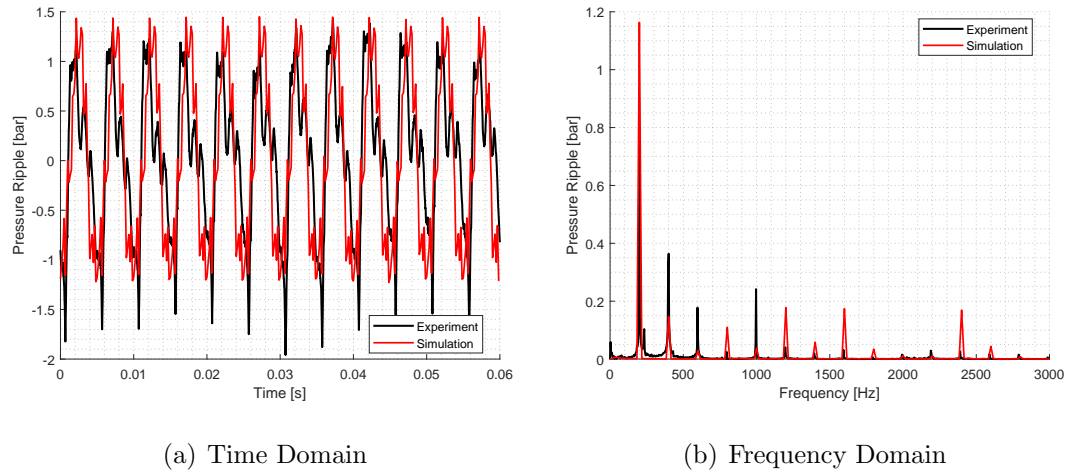 1.5
1
0.5
0
-0.5
-1
-1.5
-2
Pressure Ripple [bar]
0 0.01 0.02 0.03 0.04 0.05 0.06
Time [s]
Experiment
Simulation
(a) Time Domain
1.2
1
0.8
0.6
0.4
0.2
0
Pressure Ripple [bar]
0 500 1000 1500 2000 2500 3000
Frequency [Hz]
Experiment
Simulation
(b) Frequency Domain